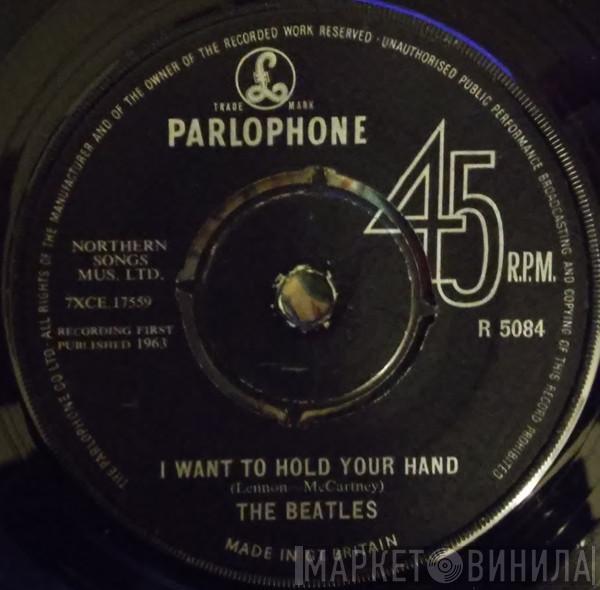 THE PARLOPHONE CO LTD. ALL RIGHTS OF THE MANUFACTURER AND OF THE OWNER OF THE RECORDED WORK RESERVED · UNAUTHORISED PUBLIC PERFORMANCE BROADCASTING AND COPYING OF THIS RECORD PROHIBITED
£
TRADE MARK
PARLOPHONE
45
R.P.M.
NORTHERN
SONGS
MUS. LTD.
7XCE.17559
RECORDING FIRST
PUBLISHED 1963
R 5084
I WANT TO HOLD YOUR HAND
(Lennon—McCartney)
THE BEATLES
MADE IN GT BRITAIN
МАРКЕТ ВИНИЛА